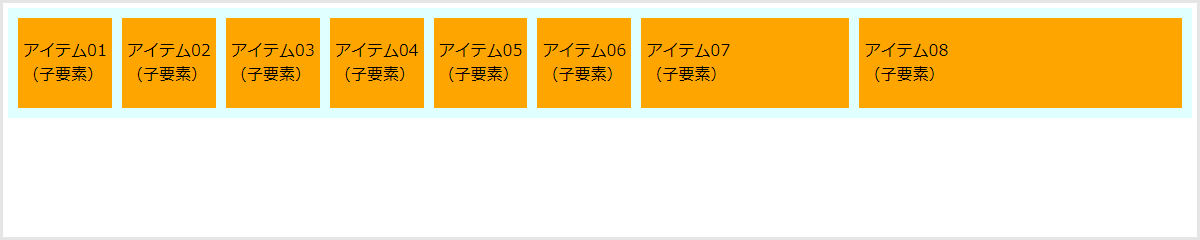 アイテム01 アイテム02 アイテム03 アイテム04 アイテム05 アイテム06 アイテム07 アイテム08
（子要素） （子要素） （子要素） （子要素） （子要素） （子要素） （子要素） （子要素）